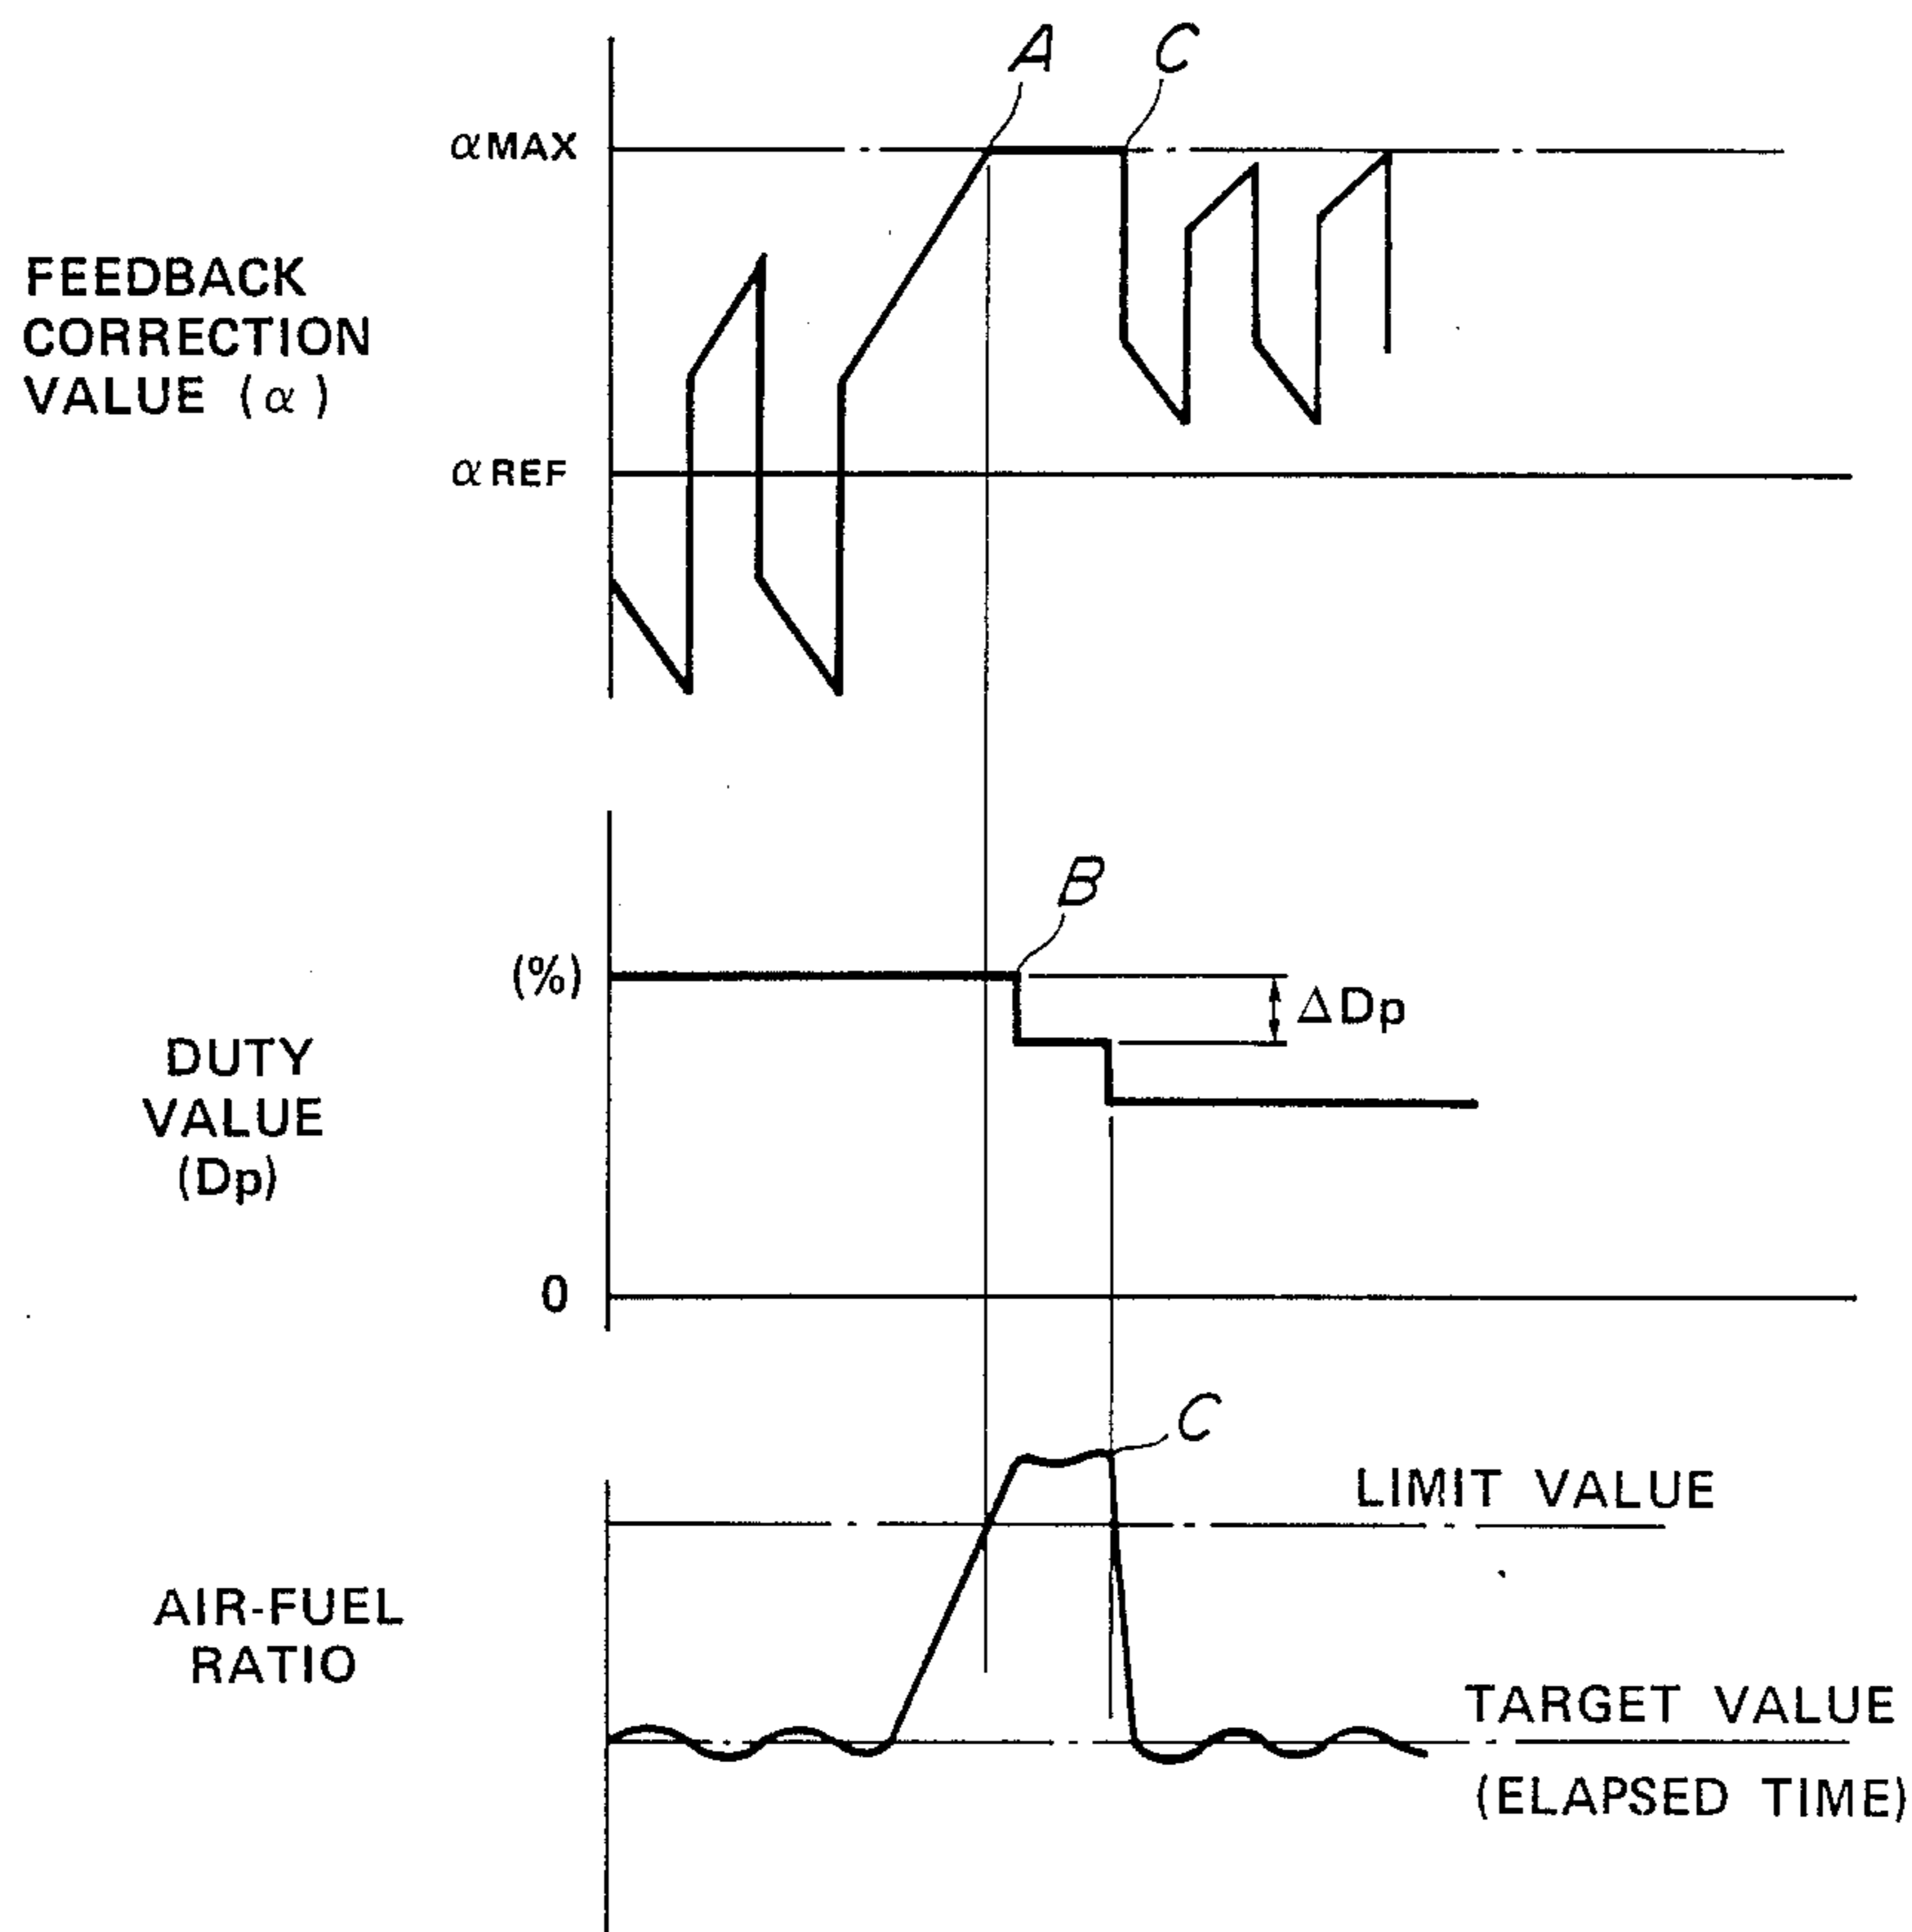 A
C
αMAX
FEEDBACK
CORRECTION
VALUE (α)
αREF
B
(%)
ΔDp
DUTY
VALUE
(Dp)
0
C
LIMIT VALUE
AIR-FUEL
RATIO
TARGET VALUE
(ELAPSED TIME)